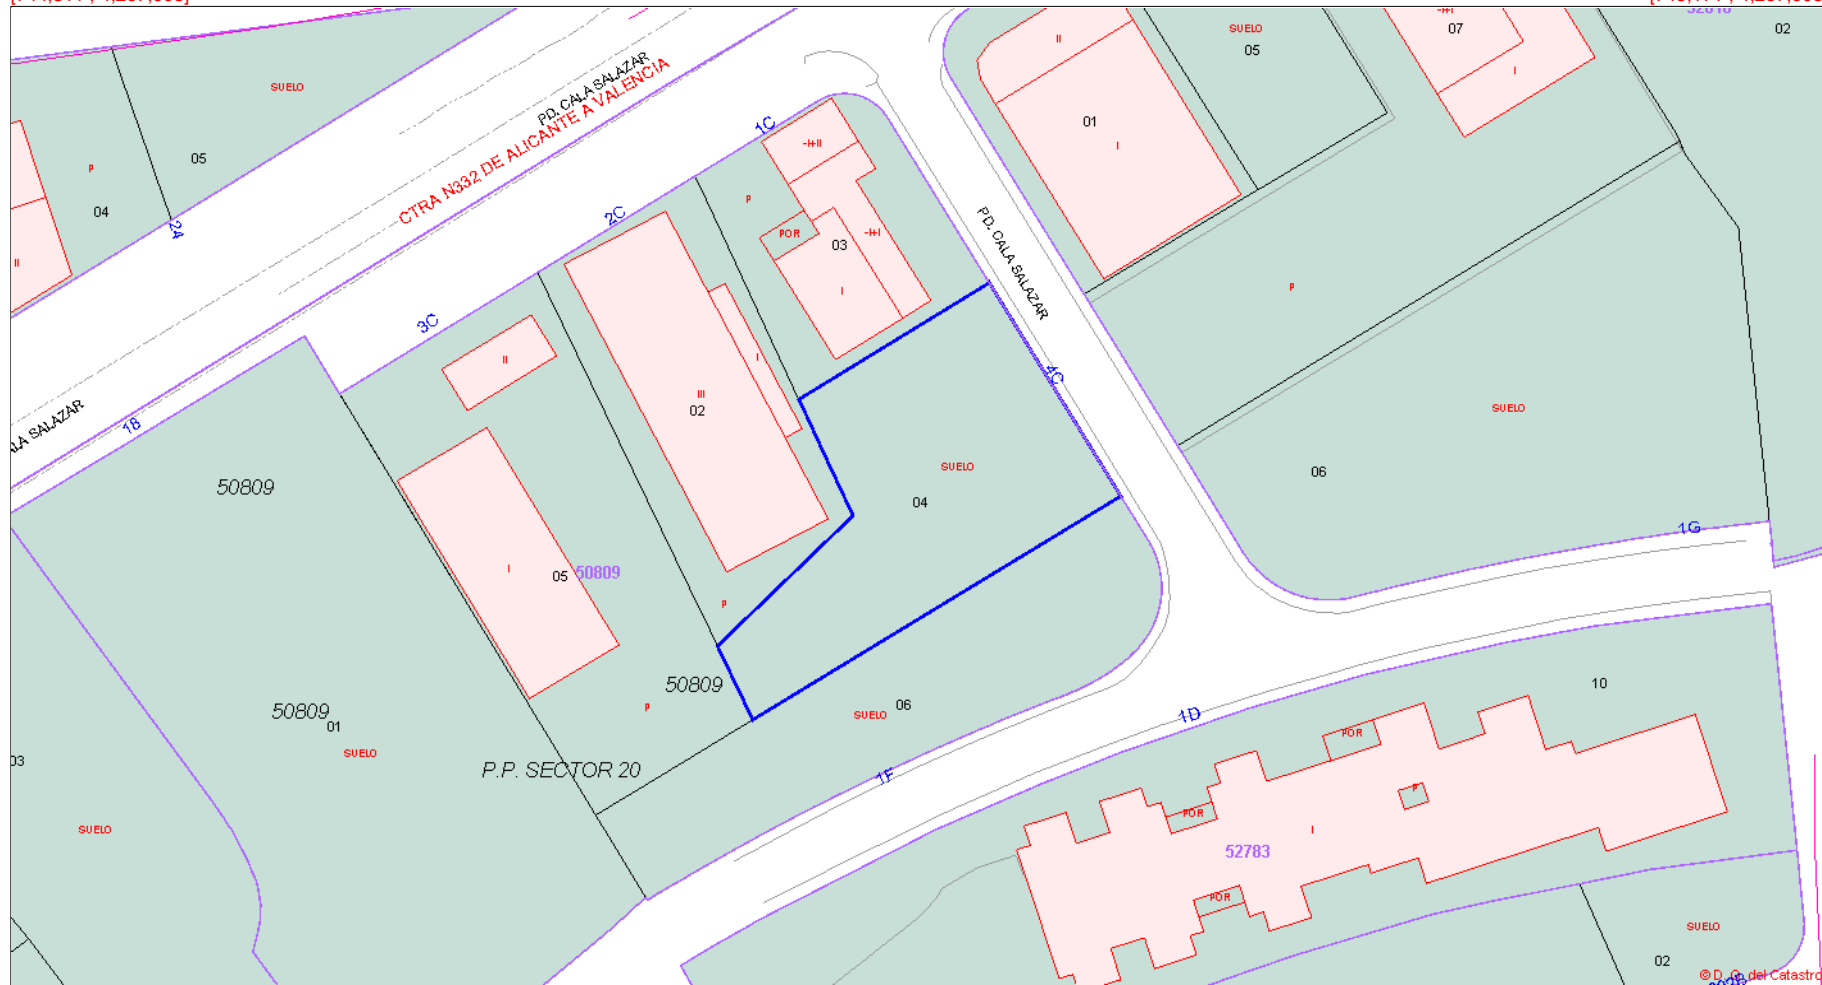 SUELO
05
P
04
II
24
PD. CALA SALAZAR
CTRA N332 DE ALICANTE A VALENCIA
1C
2C
3C
18
-I+II
P
POR
03
-I+I
I
II
01
I
SUELO
05
-I+I
07
I
02
PD. CALA SALAZAR
4C
P
SUELO
06
1G
II
III
02
I
SUELO
04
50809
I
05
50809
P
50809
P
50809
01
SUELO
03
SUELO
P.P. SECTOR 20
SUELO
06
1F
1D
10
POR
P
POR
I
52783
POR
SUELO
02
© D. G. del Catastro